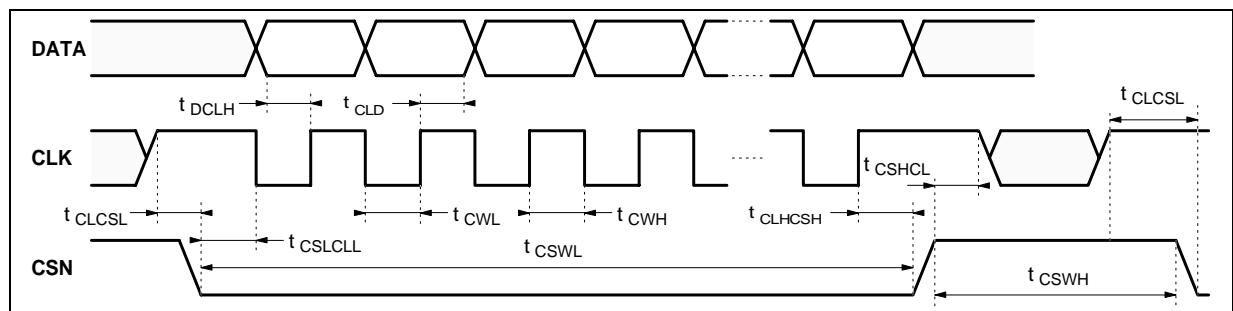 DATA
t DCLH
t CLD
t CLCSL
CLK
t CSHCL
t CLCSL
t CWL
t CWH
t CLHCSH
t CSLCLL
t CSWL
CSN
t CSWH